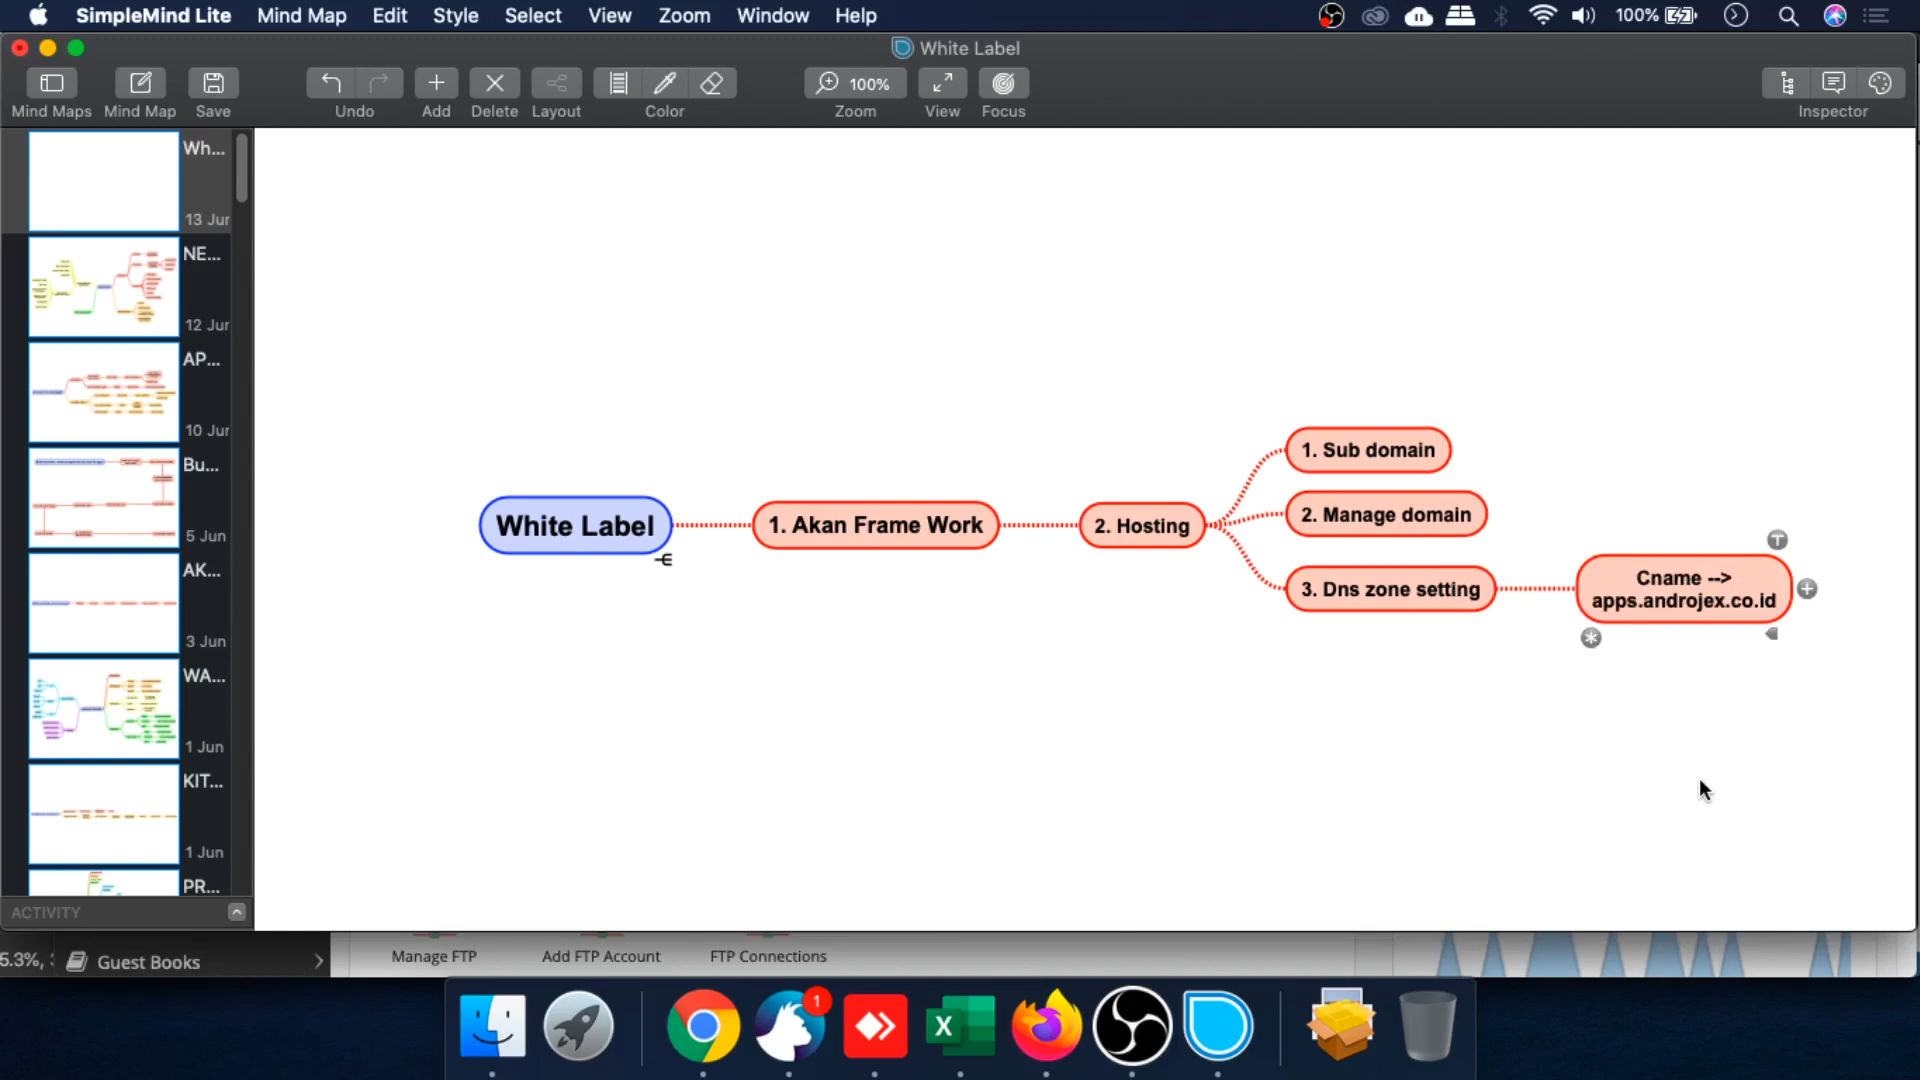 SimpleMind Lite Mind Map Edit Style Select View Zoom Window Help 100%
White Label
100%
Mind Maps Mind Map Save Undo Add Delete Layout Color Zoom View Focus Inspector
Wh...
13 Jun
NE...
12 Jun
AP...
10 Jun
Bu...
5 Jun
AK...
3 Jun
WA...
1 Jun
KIT...
1 Jun
PR...
ACTIVITY
White Label
1. Akan Frame Work
2. Hosting
1. Sub domain
2. Manage domain
3. Dns zone setting
Cname -->
apps.androjex.co.id
T
5.3%,
Guest Books
Manage FTP Add FTP Account FTP Connections
1
X